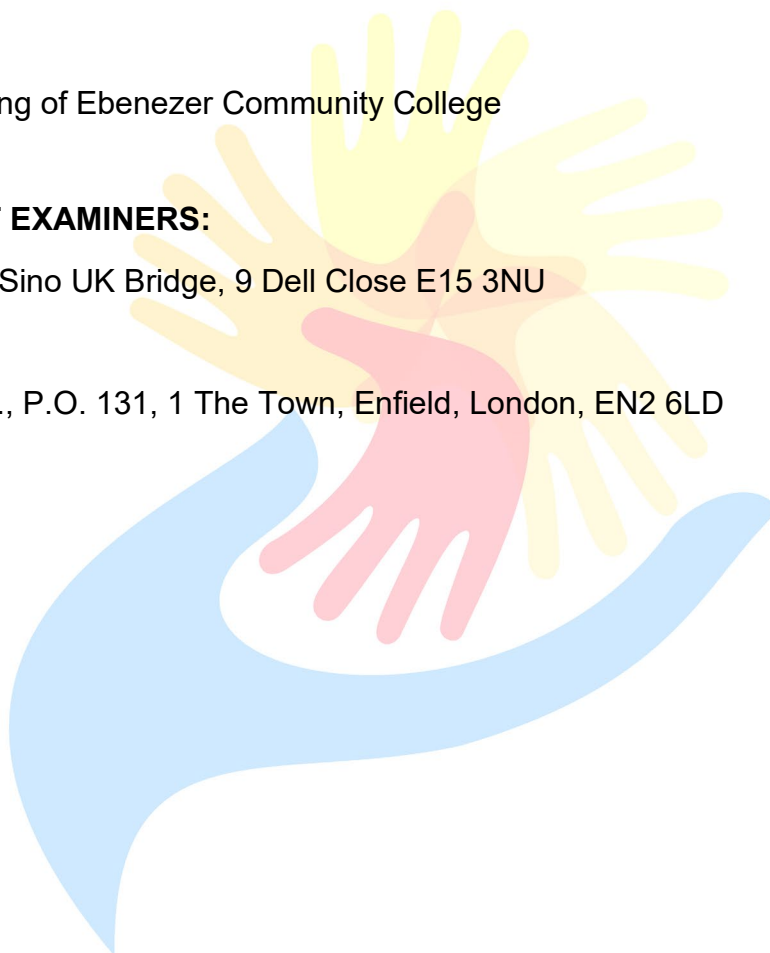 ng of Ebenezer Community College
EXAMINERS:
Sino UK Bridge, 9 Dell Close E15 3NU
., P.O. 131, 1 The Town, Enfield, London, EN2 6LD